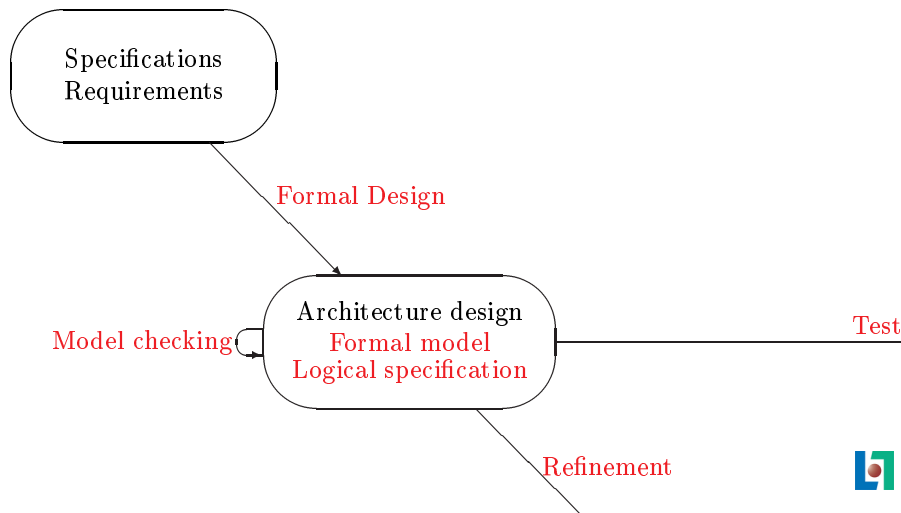 Specifications
Requirements
Formal Design
Architecture design
Formal model
Logical specification
Model checking
Test
Refinement